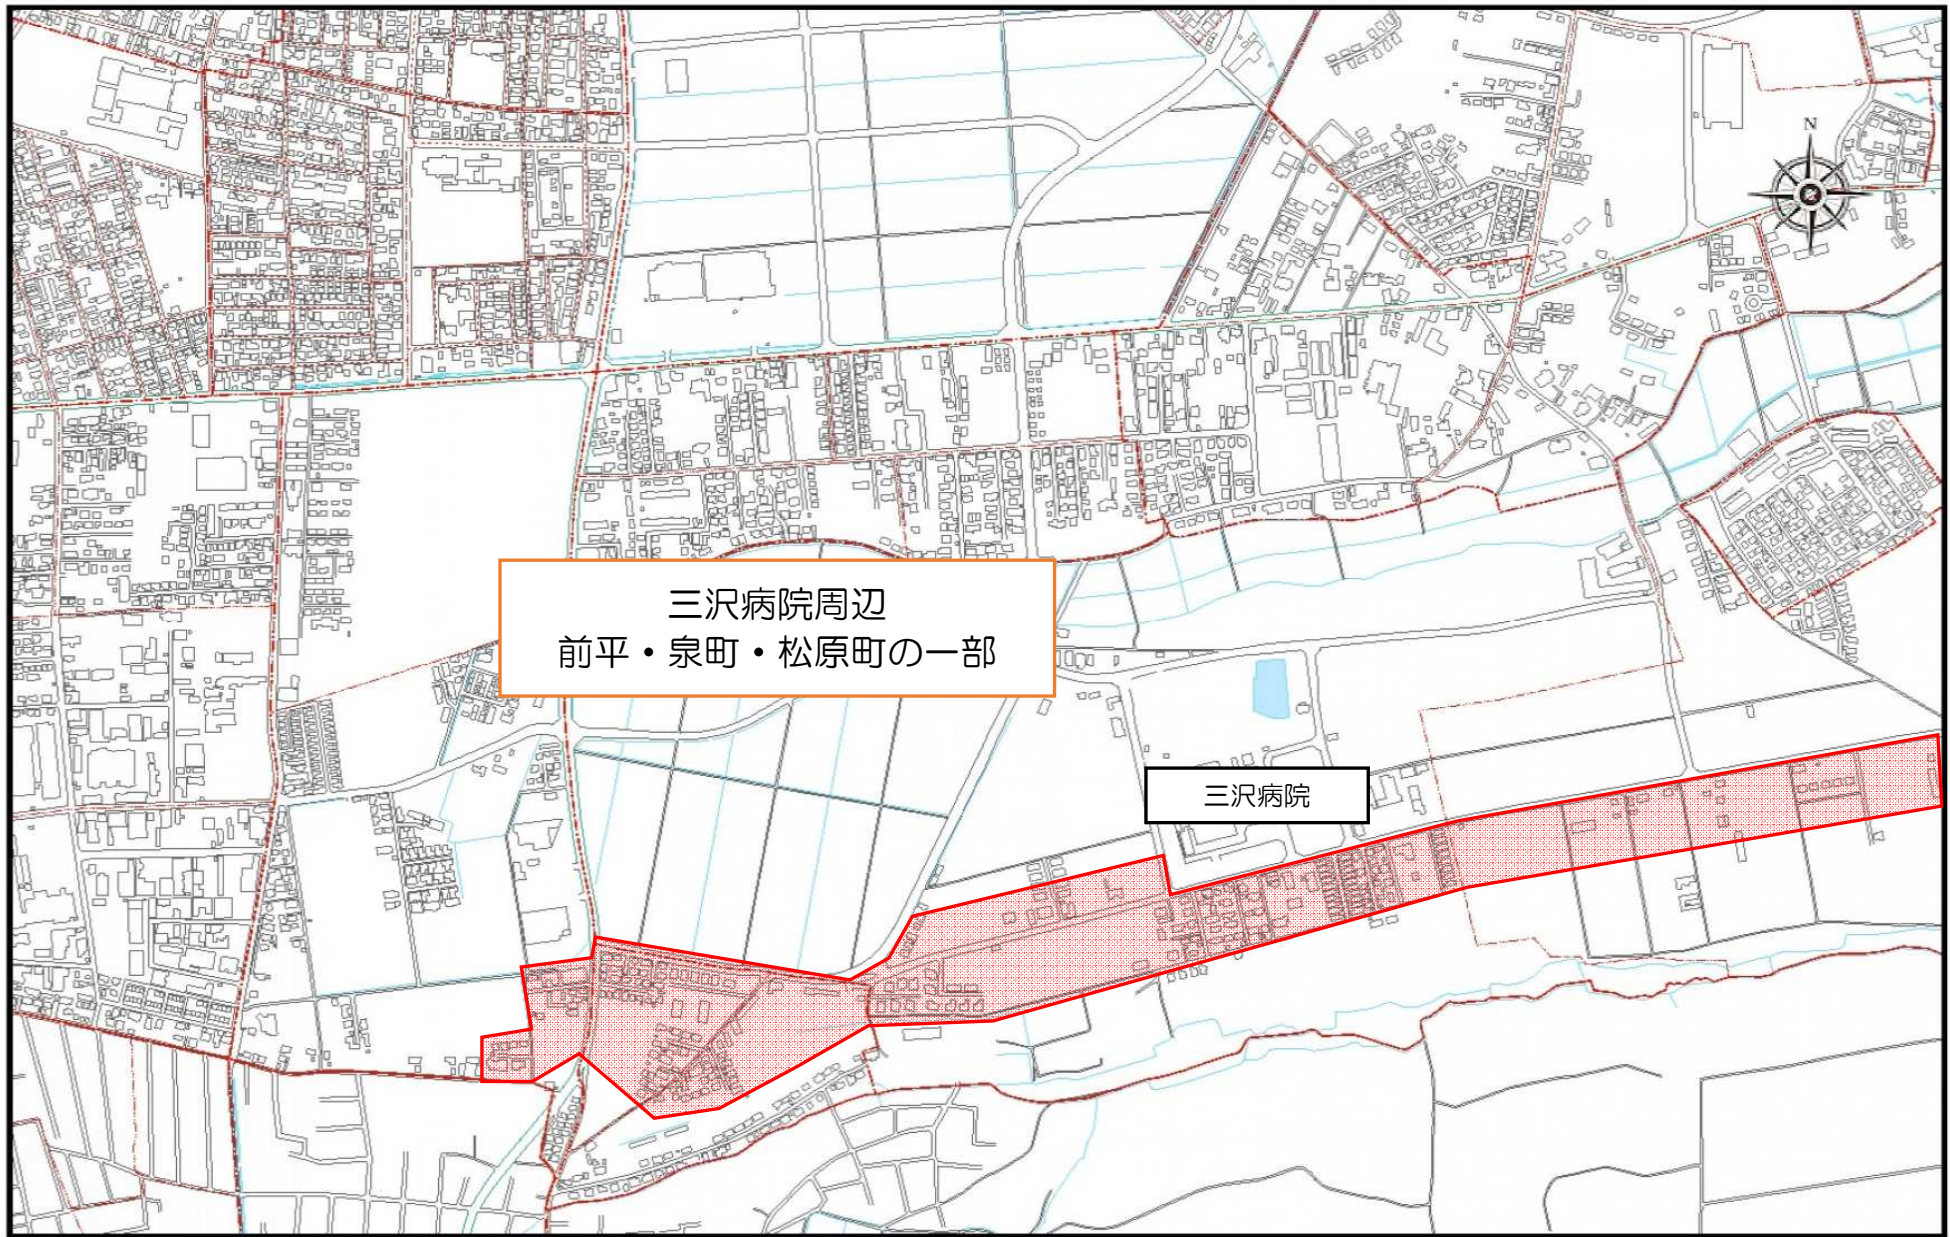 N
三沢病院周辺
前平・泉町・松原町の一部
三沢病院